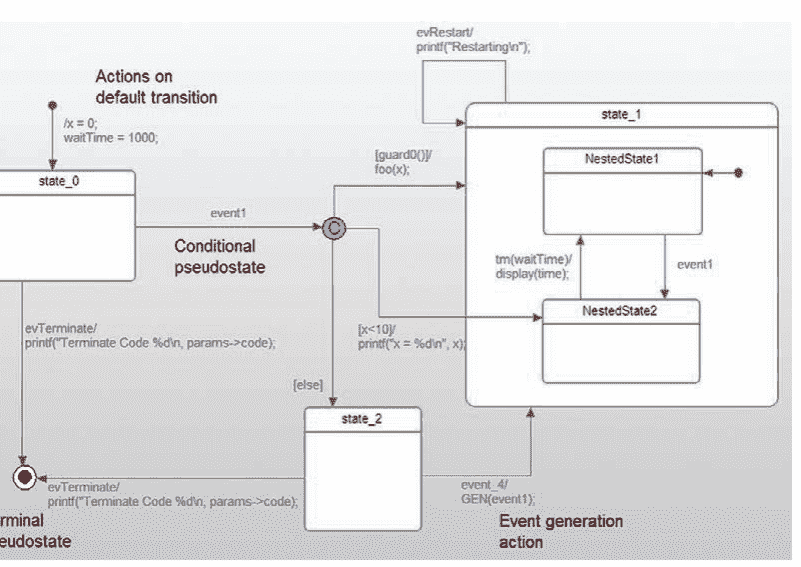 evRestart/
printf("Restarting\n");
Actions on
default transition
/x = 0;
waitTime = 1000;
state_0
event1
Conditional
pseudostate
C
[guard0()]/
foo(x);
state_1
NestedState1
tm(waitTime)/
display(time);
event1
NestedState2
[x<10]/
printf("x = %d\n", x);
evTerminate/
printf("Terminate Code %d\n, params->code);
[else]
state_2
evTerminate/
printf("Terminate Code %d\n, params->code);
event_4/
GEN(event1);
rminal
eudostate
Event generation
action